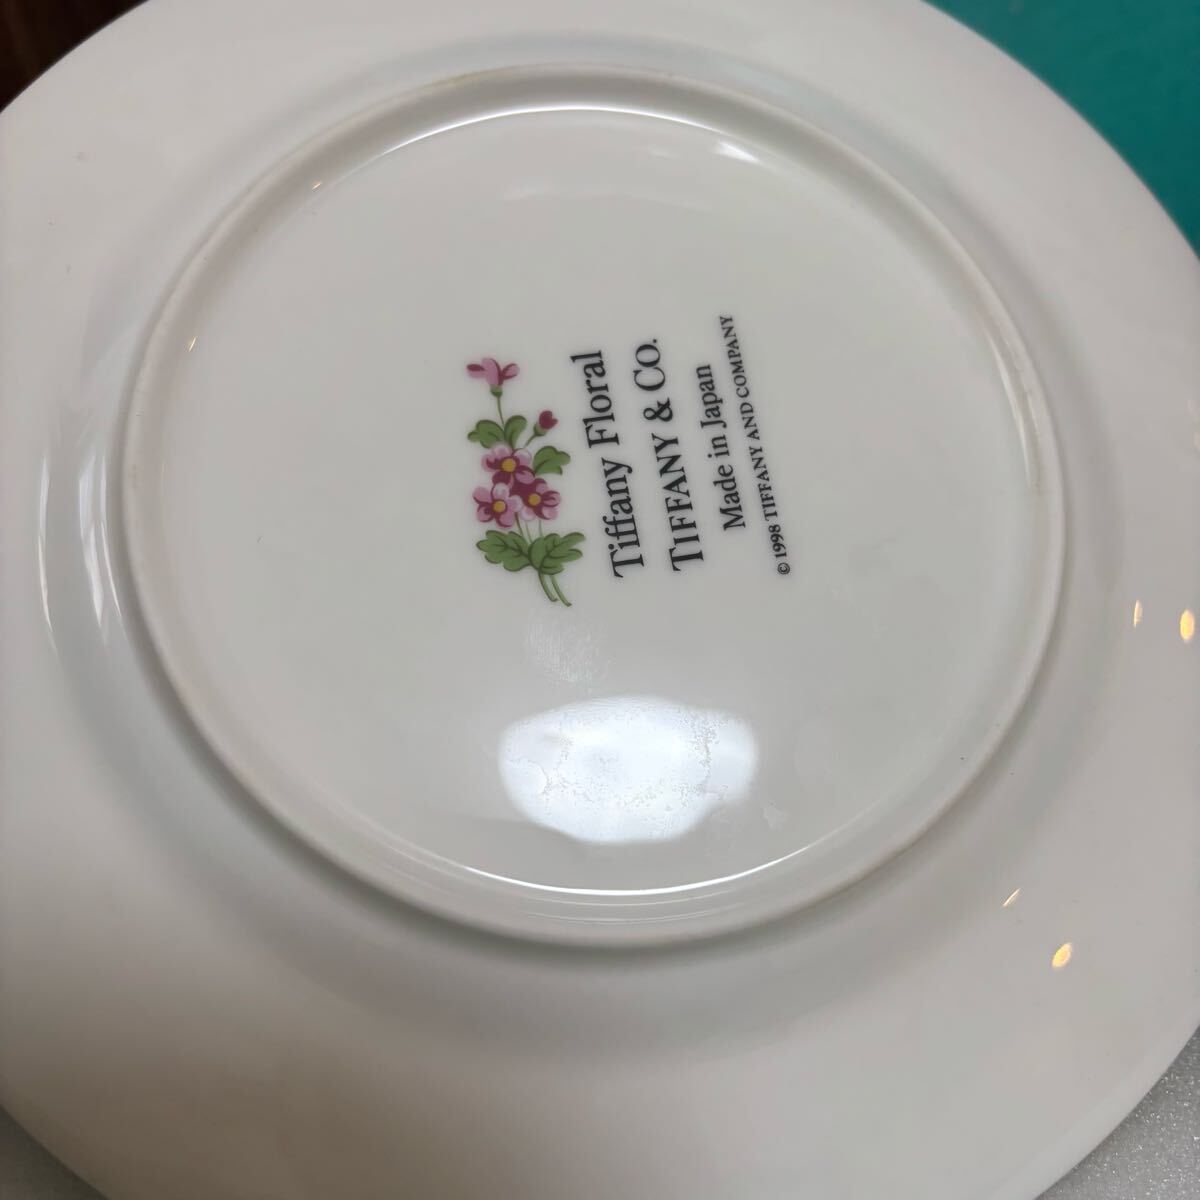 Tiffany Floral
TIFFANY & CO.
Made in Japan
© 1998 TIFFANY AND COMPANY